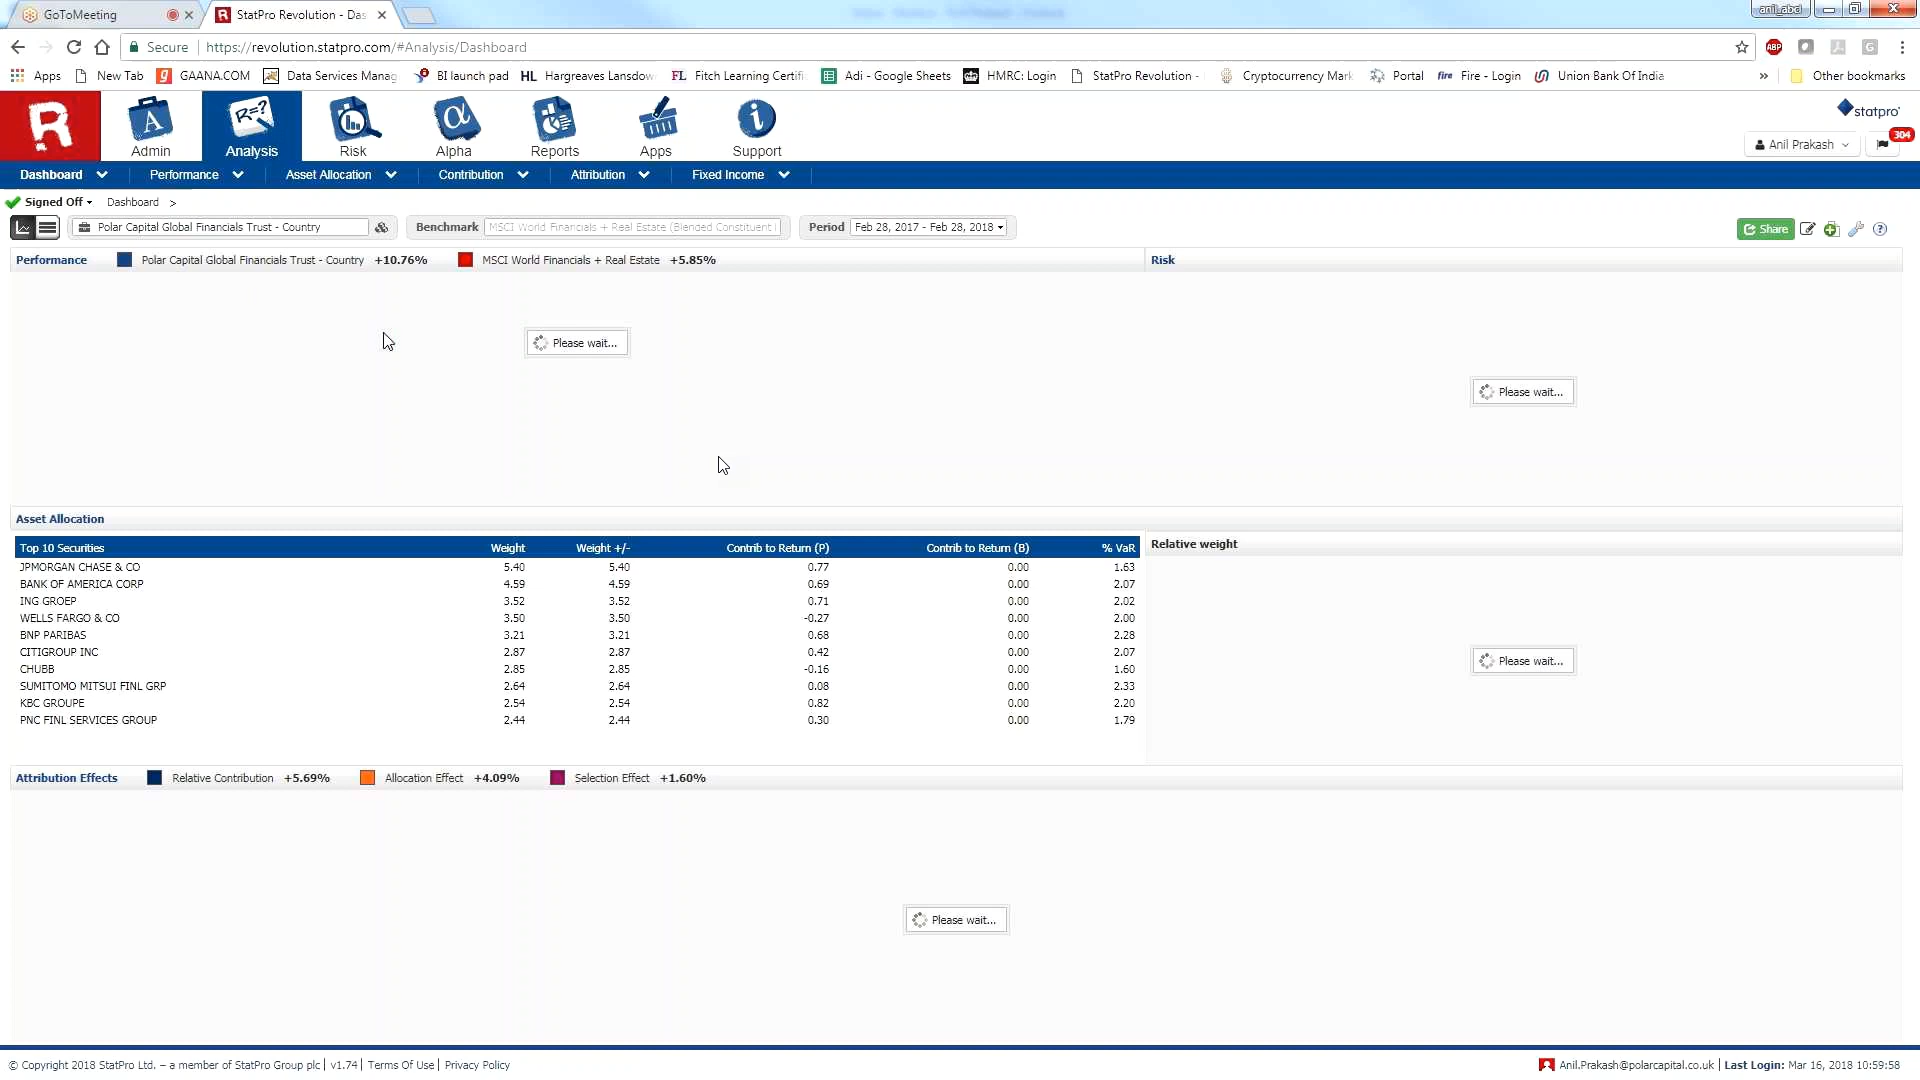 GoToMeeting
StatPro Revolution - Das
anil_abcl
Secure https://revolution.statpro.com/#Analysis/Dashboard
ABP
G
Apps New Tab GAANA.COM Data Services Manag BI launch pad HL Hargreaves Lansdow FL Fitch Learning Certifi Adi - Google Sheets HMRC: Login StatPro Revolution - Cryptocurrency Mark Portal fire Fire - Login Union Bank Of India » Other bookmarks
R Admin Analysis Risk Alpha Reports Apps Support
statpro
Anil Prakash 304
Dashboard Performance Asset Allocation Contribution Attribution Fixed Income
Signed Off Dashboard >
Polar Capital Global Financials Trust - Country Benchmark MSCI World Financials + Real Estate (Blended Constituent Period Feb 28, 2017 - Feb 28, 2018 Share
Performance Polar Capital Global Financials Trust - Country +10.76% MSCI World Financials + Real Estate +5.85% Risk
Please wait...
Please wait...
Asset Allocation
Top 10 Securities Weight Weight +/- Contrib to Return (P) Contrib to Return (B) % VaR Relative weight
JPMORGAN CHASE & CO 5.40 5.40 0.77 0.00 1.63
BANK OF AMERICA CORP 4.59 4.59 0.69 0.00 2.07
ING GROEP 3.52 3.52 0.71 0.00 2.02
WELLS FARGO & CO 3.50 3.50 -0.27 0.00 2.00
BNP PARIBAS 3.21 3.21 0.68 0.00 2.28
CITIGROUP INC 2.87 2.87 0.42 0.00 2.07
Please wait...
CHUBB 2.85 2.85 -0.16 0.00 1.60
SUMITOMO MITSUI FINL GRP 2.64 2.64 0.08 0.00 2.33
KBC GROUPE 2.54 2.54 0.82 0.00 2.20
PNC FINL SERVICES GROUP 2.44 2.44 0.30 0.00 1.79
Attribution Effects Relative Contribution +5.69% Allocation Effect +4.09% Selection Effect +1.60%
Please wait...
© Copyright 2018 StatPro Ltd. – a member of StatPro Group plc | v1.74 | Terms Of Use | Privacy Policy Anil.Prakash@polarcapital.co.uk | Last Login: Mar 16, 2018 10:59:58